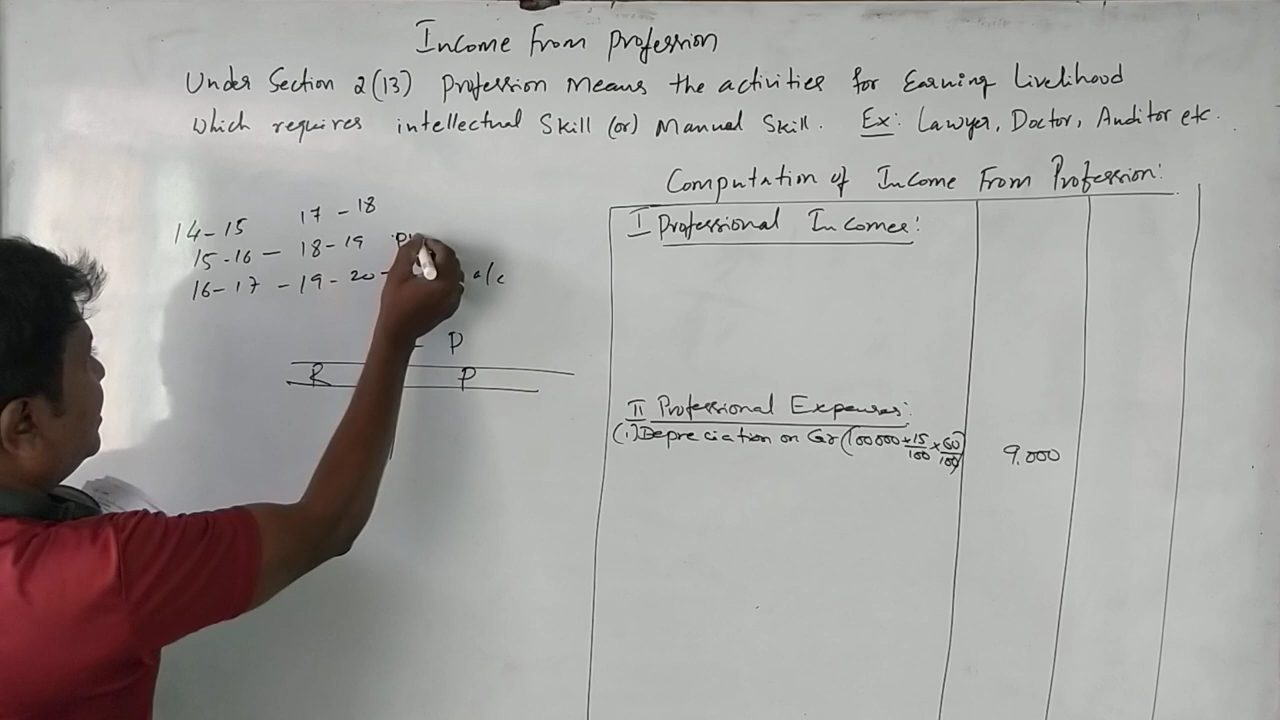 Income From Profession
Under Section 2(13) Profession Means the activities for Earning Livelihood
Which requires intellectual Skill (or) Manual Skill. Ex: Lawyer, Doctor, Auditor etc.
14-15 17-18
15-16 - 18-19
16-17 - 19-20 - a/c
P
R P
Computation of Income From Profession:
I Professional Incomes:
II Professional Expenses:
(i) Depreciation on Car (100000 × 15/100 × 60/100) 9.000